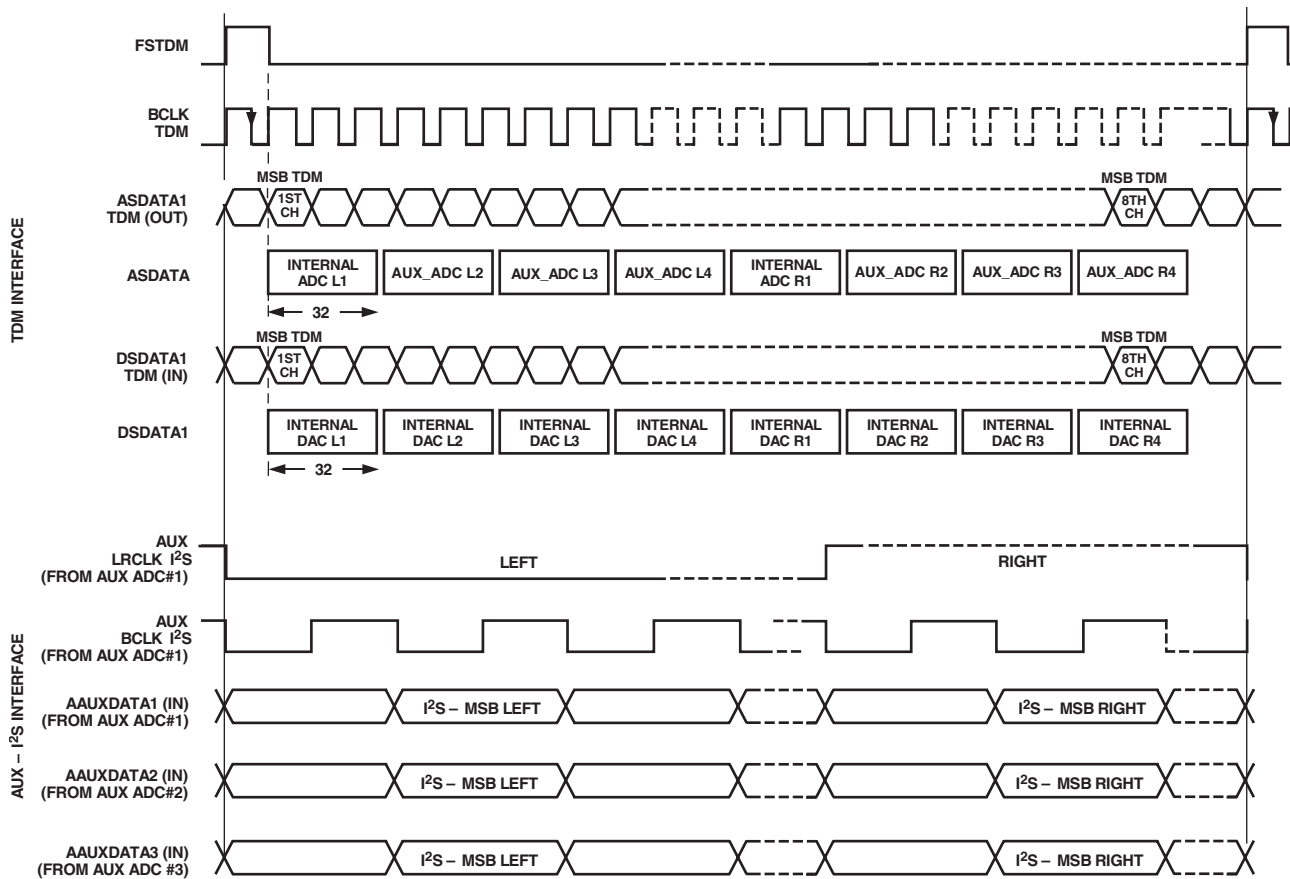 FSTDM
BCLK
TDM
MSB TDM
MSB TDM
ASDATA1
TDM (OUT)
1ST
CH
8TH
CH
TDM INTERFACE
ASDATA
INTERNAL
ADC L1
AUX_ADC L2
AUX_ADC L3
AUX_ADC L4
INTERNAL
ADC R1
AUX_ADC R2
AUX_ADC R3
AUX_ADC R4
32
MSB TDM
MSB TDM
DSDATA1
TDM (IN)
1ST
CH
8TH
CH
DSDATA1
INTERNAL
DAC L1
INTERNAL
DAC L2
INTERNAL
DAC L3
INTERNAL
DAC L4
INTERNAL
DAC R1
INTERNAL
DAC R2
INTERNAL
DAC R3
INTERNAL
DAC R4
32
AUX
LRCLK I²S
(FROM AUX ADC#1)
LEFT
RIGHT
AUX – I²S INTERFACE
AUX
BCLK I²S
(FROM AUX ADC#1)
AAUXDATA1 (IN)
(FROM AUX ADC#1)
I²S – MSB LEFT
I²S – MSB RIGHT
AAUXDATA2 (IN)
(FROM AUX ADC#2)
I²S – MSB LEFT
I²S – MSB RIGHT
AAUXDATA3 (IN)
(FROM AUX ADC #3)
I²S – MSB LEFT
I²S – MSB RIGHT